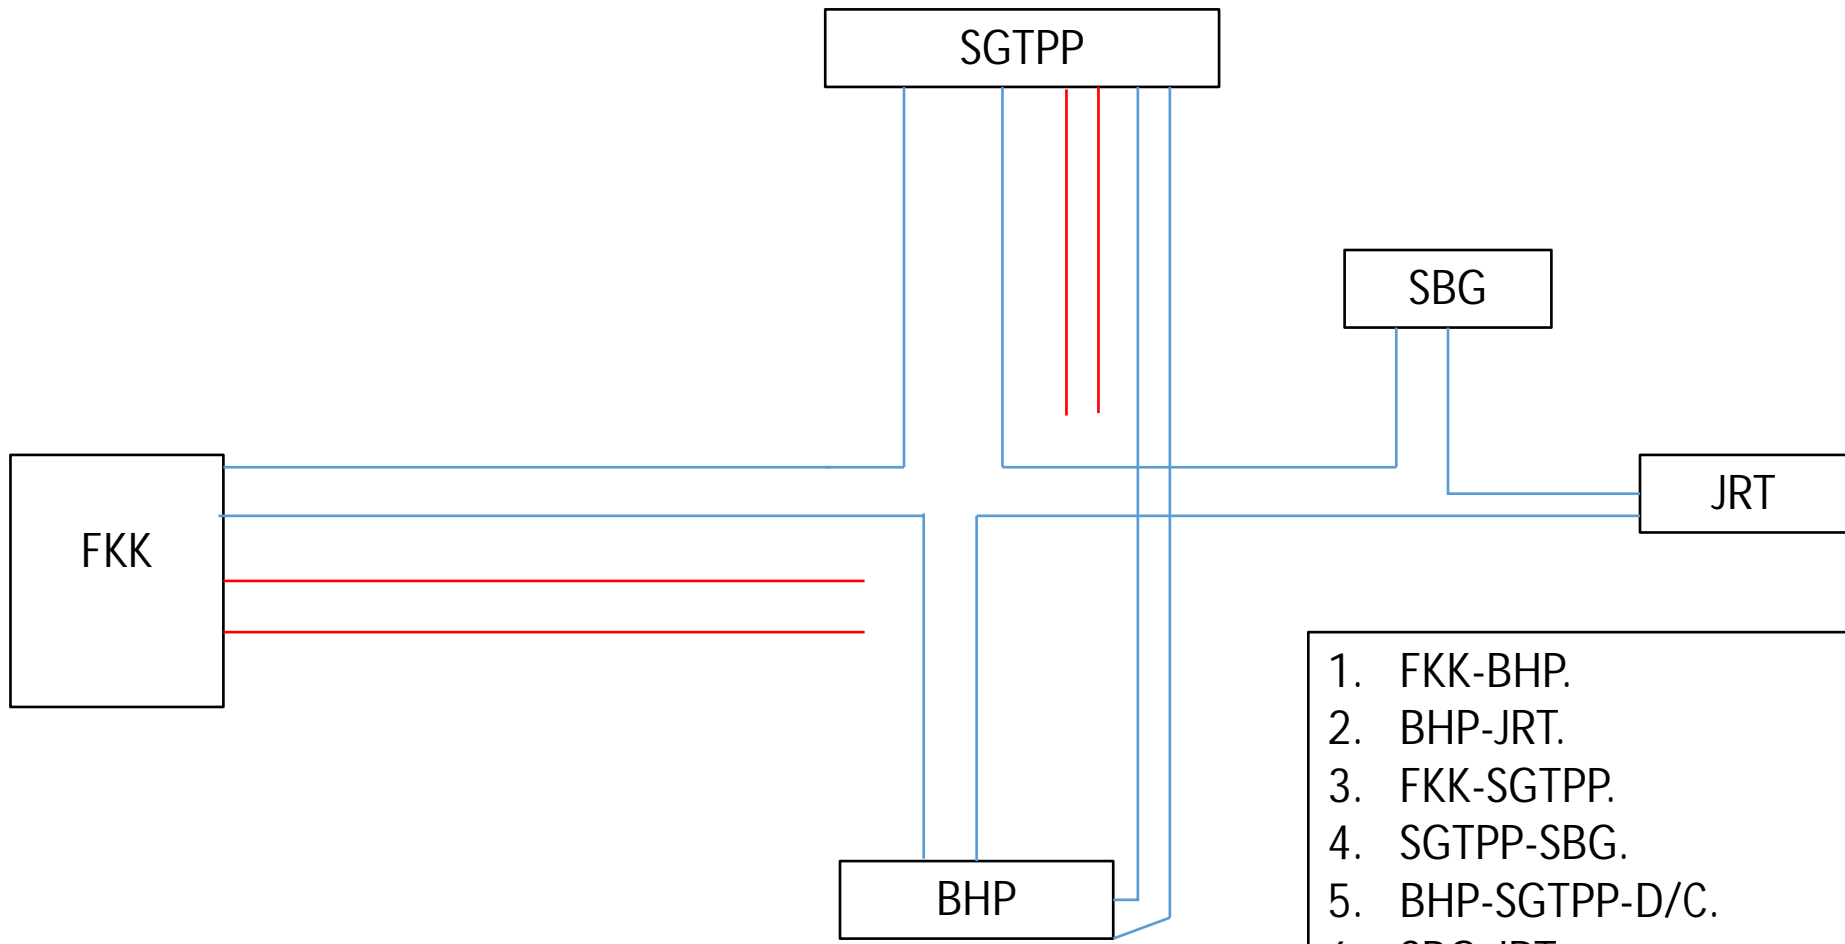 SGTPP
SBG
JRT
FKK
1. FKK-BHP.
2. BHP-JRT.
3. FKK-SGTPP.
4. SGTPP-SBG.
5. BHP-SGTPP-D/C.
BHP